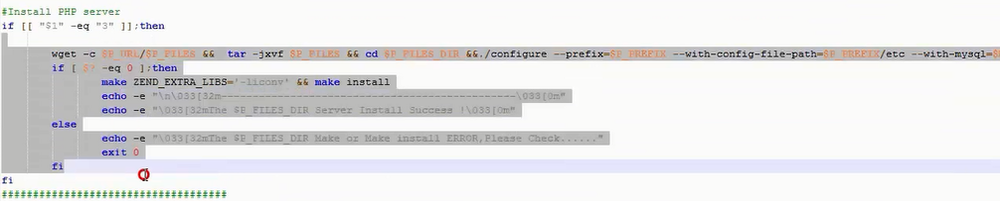 #Install PHP server
if [[ "$1" -eq "3" ]];then
wget -c $P_URL/$P_FILES && tar -jxvf $P_FILES && cd $P_FILES_DIR &&./configure --prefix=$P_PREFIX --with-config-file-path=$P_PREFIX/etc --with-mysql=
if [ $? -eq 0 ];then
make ZEND_EXTRA_LIBS='-liconv' && make install
echo -e "\n\033[32m-----------------------------------------------\033[0m"
echo -e "\033[32mThe $P_FILES_DIR Server Install Success !\033[0m"
else
echo -e "\033[32mThe $P_FILES_DIR Make or Make install ERROR,Please Check......"
exit 0
fi
fi
####################################